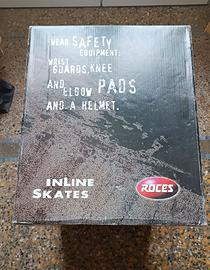 WEAR SAFETY
EQUIPMENT:
WRIST
GUARDS, KNEE
AND ELBOW PADS
AND A HELMET.
INLINE
SKATES
ROCES